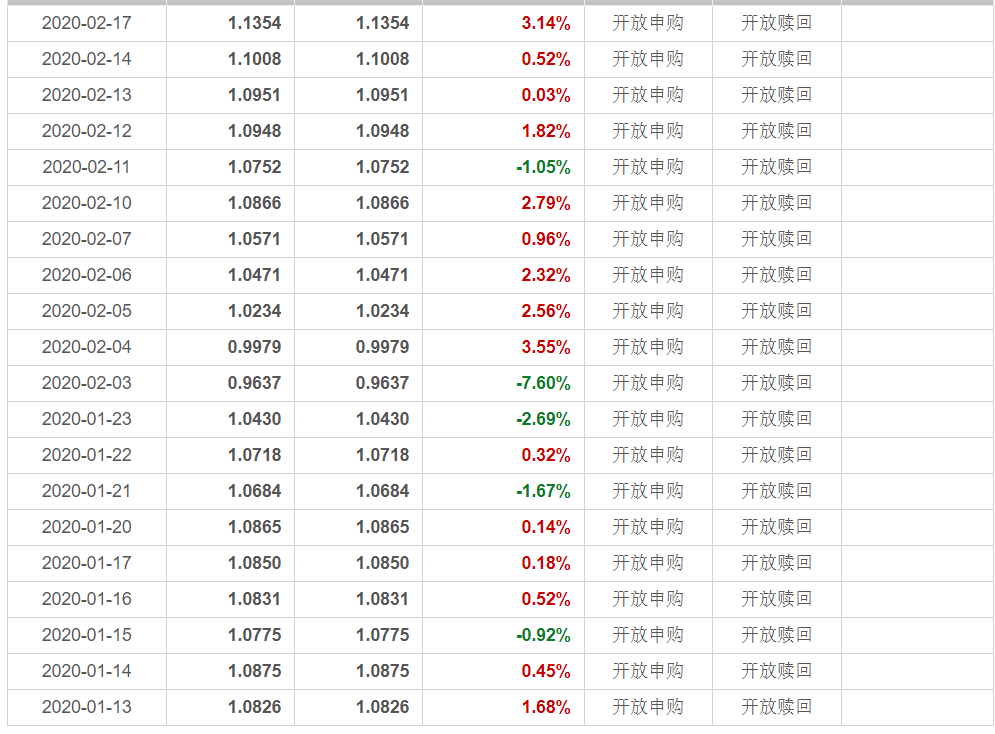 2020-02-17 1.1354 1.1354 3.14% 开放申购 开放赎回
2020-02-14 1.1008 1.1008 0.52% 开放申购 开放赎回
2020-02-13 1.0951 1.0951 0.03% 开放申购 开放赎回
2020-02-12 1.0948 1.0948 1.82% 开放申购 开放赎回
2020-02-11 1.0752 1.0752 -1.05% 开放申购 开放赎回
2020-02-10 1.0866 1.0866 2.79% 开放申购 开放赎回
2020-02-07 1.0571 1.0571 0.96% 开放申购 开放赎回
2020-02-06 1.0471 1.0471 2.32% 开放申购 开放赎回
2020-02-05 1.0234 1.0234 2.56% 开放申购 开放赎回
2020-02-04 0.9979 0.9979 3.55% 开放申购 开放赎回
2020-02-03 0.9637 0.9637 -7.60% 开放申购 开放赎回
2020-01-23 1.0430 1.0430 -2.69% 开放申购 开放赎回
2020-01-22 1.0718 1.0718 0.32% 开放申购 开放赎回
2020-01-21 1.0684 1.0684 -1.67% 开放申购 开放赎回
2020-01-20 1.0865 1.0865 0.14% 开放申购 开放赎回
2020-01-17 1.0850 1.0850 0.18% 开放申购 开放赎回
2020-01-16 1.0831 1.0831 0.52% 开放申购 开放赎回
2020-01-15 1.0775 1.0775 -0.92% 开放申购 开放赎回
2020-01-14 1.0875 1.0875 0.45% 开放申购 开放赎回
2020-01-13 1.0826 1.0826 1.68% 开放申购 开放赎回